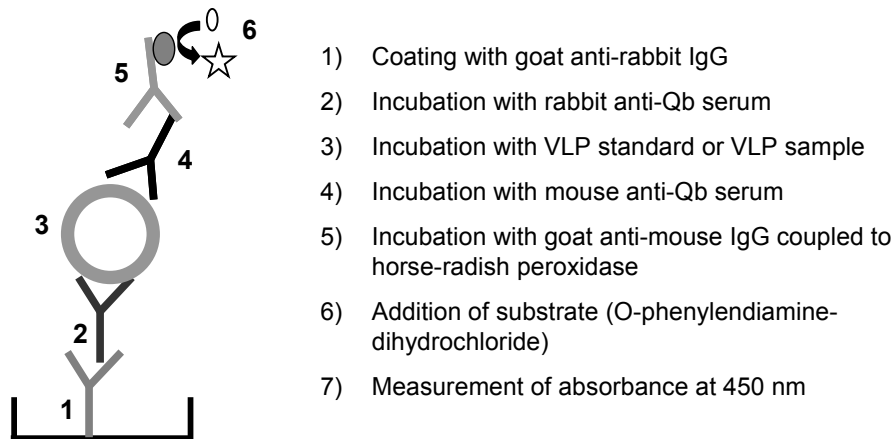 6
5
4
3
2
1
1) Coating with goat anti-rabbit IgG
2) Incubation with rabbit anti-Qb serum
3) Incubation with VLP standard or VLP sample
4) Incubation with mouse anti-Qb serum
5) Incubation with goat anti-mouse IgG coupled to
horse-radish peroxidase
6) Addition of substrate (O-phenylendiamine-
dihydrochloride)
7) Measurement of absorbance at 450 nm